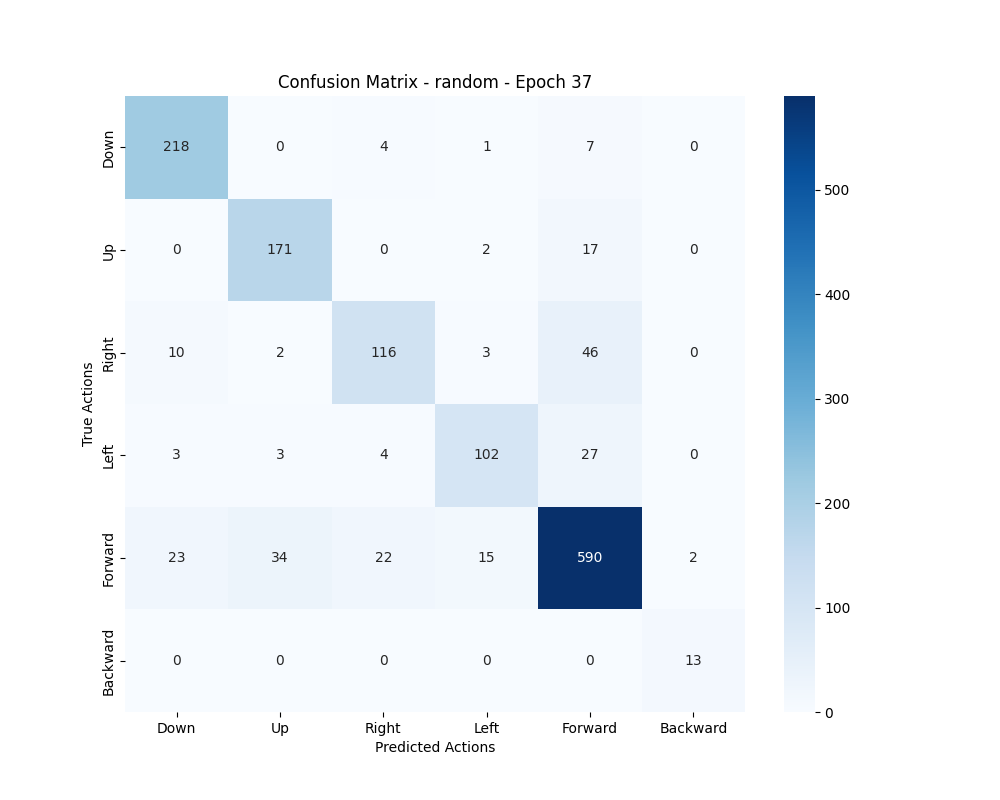 Confusion Matrix - random - Epoch 37
True Actions
Down 218 0 4 1 7 0
Up 0 171 0 2 17 0
Right 10 2 116 3 46 0
Left 3 3 4 102 27 0
Forward 23 34 22 15 590 2
Backward 0 0 0 0 0 13
Down Up Right Left Forward Backward
Predicted Actions
500
400
300
200
100
0